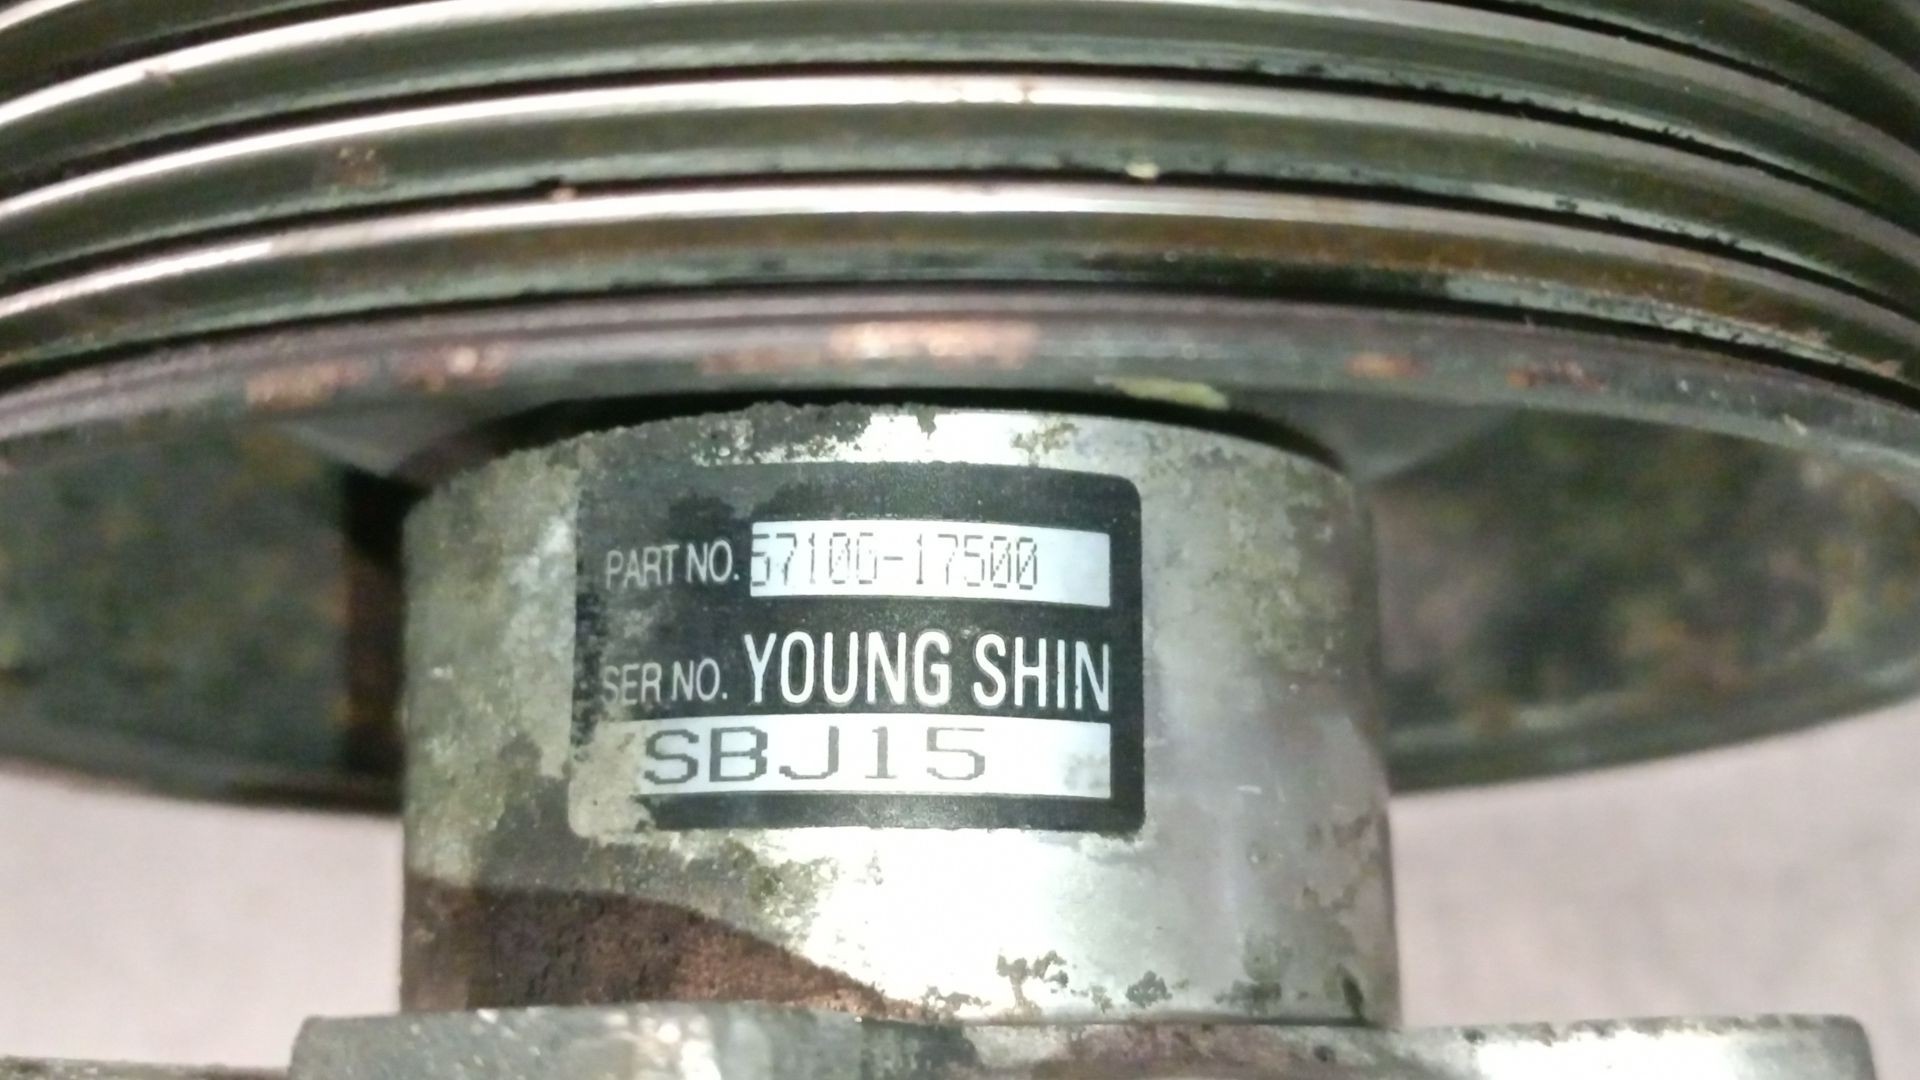 PART NO. 57100-17500
SER NO. YOUNG SHIN
SBJ15